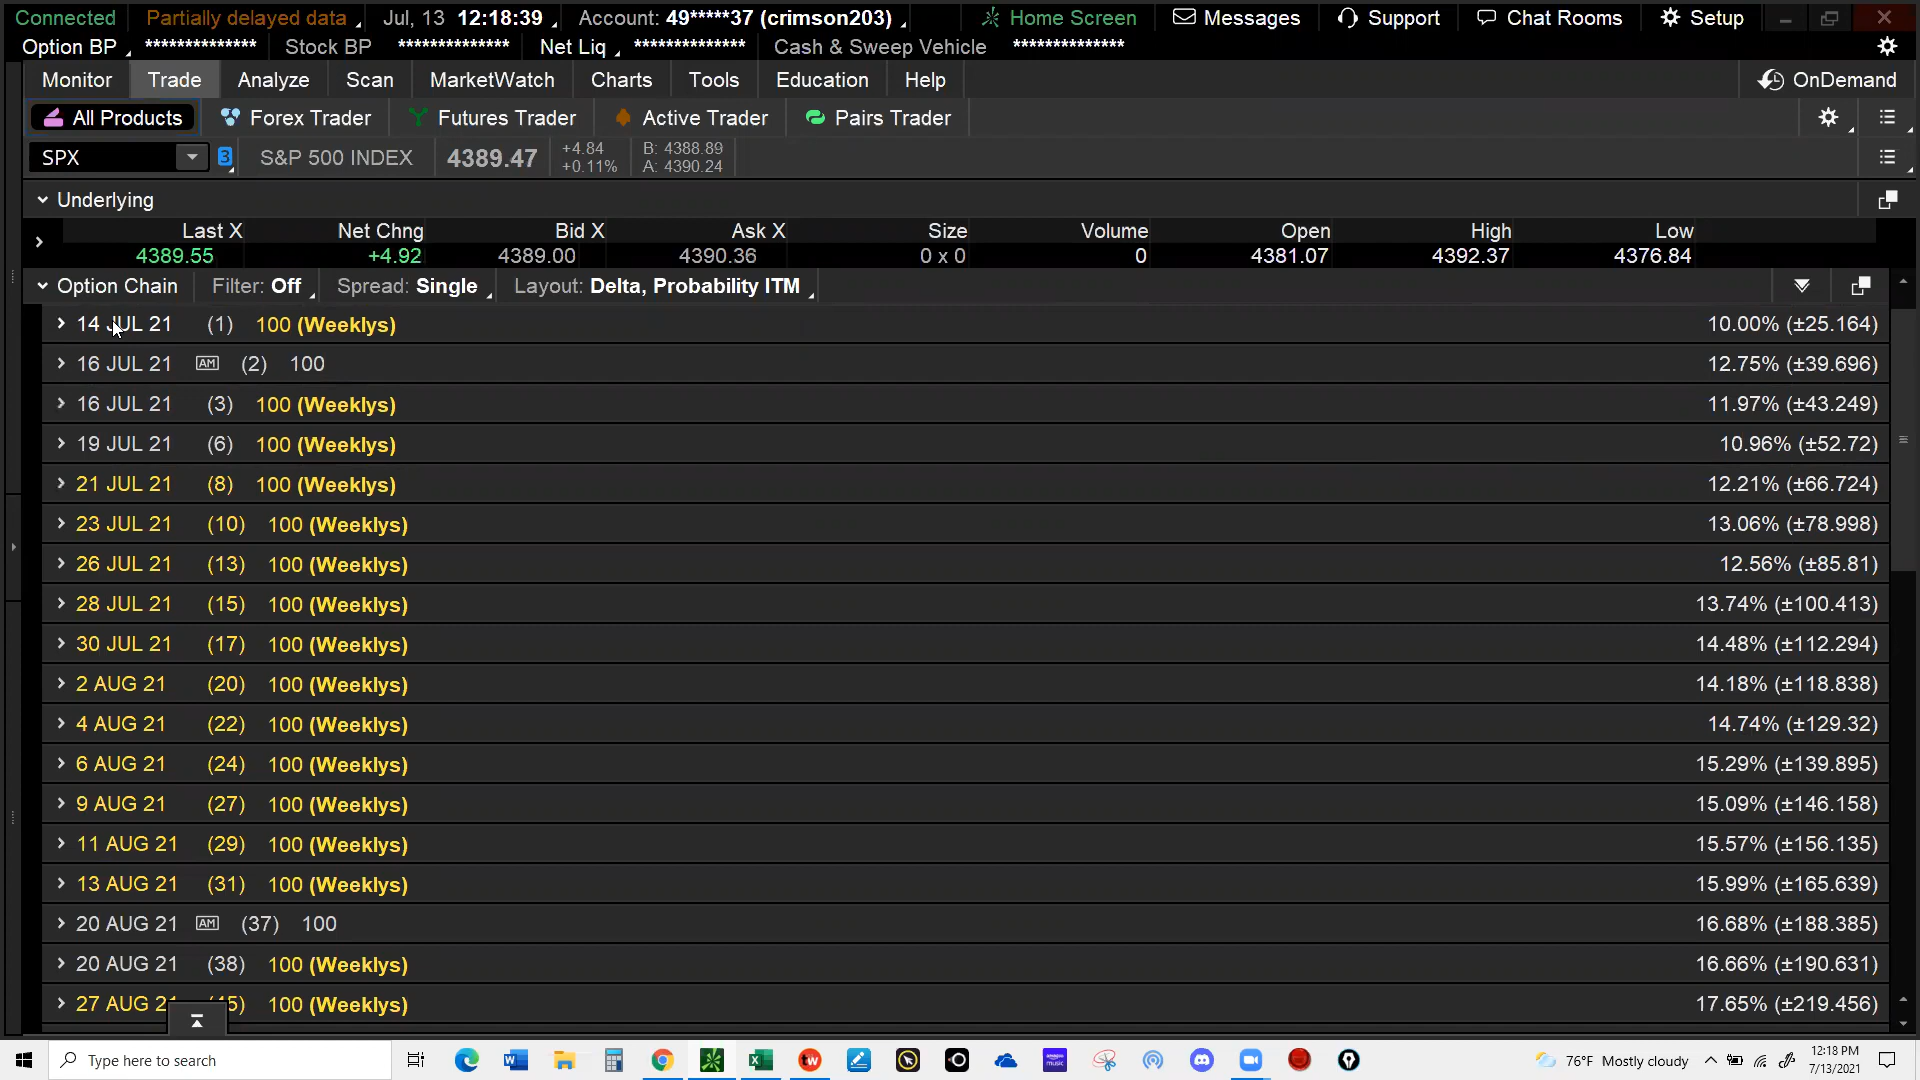 Connected Partially delayed data Jul, 13 12:18:39 Account: 49*****37 (crimson203) Home Screen Messages Support Chat Rooms Setup
Option BP ************** Stock BP ************** Net Liq ************** Cash & Sweep Vehicle **************
Monitor Trade Analyze Scan MarketWatch Charts Tools Education Help OnDemand
All Products Forex Trader Futures Trader Active Trader Pairs Trader
SPX 3 S&P 500 INDEX 4389.47 +4.84 +0.11% B: 4388.89 A: 4390.24
Underlying
Last X Net Chng Bid X Ask X Size Volume Open High Low
4389.55 +4.92 4389.00 4390.36 0 x 0 0 4381.07 4392.37 4376.84
Option Chain Filter: Off Spread: Single Layout: Delta, Probability ITM
14 JUL 21 (1) 100 (Weeklys) 10.00% (±25.164)
16 JUL 21 AM (2) 100 12.75% (±39.696)
16 JUL 21 (3) 100 (Weeklys) 11.97% (±43.249)
19 JUL 21 (6) 100 (Weeklys) 10.96% (±52.72)
21 JUL 21 (8) 100 (Weeklys) 12.21% (±66.724)
23 JUL 21 (10) 100 (Weeklys) 13.06% (±78.998)
26 JUL 21 (13) 100 (Weeklys) 12.56% (±85.81)
28 JUL 21 (15) 100 (Weeklys) 13.74% (±100.413)
30 JUL 21 (17) 100 (Weeklys) 14.48% (±112.294)
2 AUG 21 (20) 100 (Weeklys) 14.18% (±118.838)
4 AUG 21 (22) 100 (Weeklys) 14.74% (±129.32)
6 AUG 21 (24) 100 (Weeklys) 15.29% (±139.895)
9 AUG 21 (27) 100 (Weeklys) 15.09% (±146.158)
11 AUG 21 (29) 100 (Weeklys) 15.57% (±156.135)
13 AUG 21 (31) 100 (Weeklys) 15.99% (±165.639)
20 AUG 21 AM (37) 100 16.68% (±188.385)
20 AUG 21 (38) 100 (Weeklys) 16.66% (±190.631)
27 AUG 100 (Weeklys) 17.65% (±219.456)
Type here to search 76°F Mostly cloudy 12:18 PM
7/13/2021